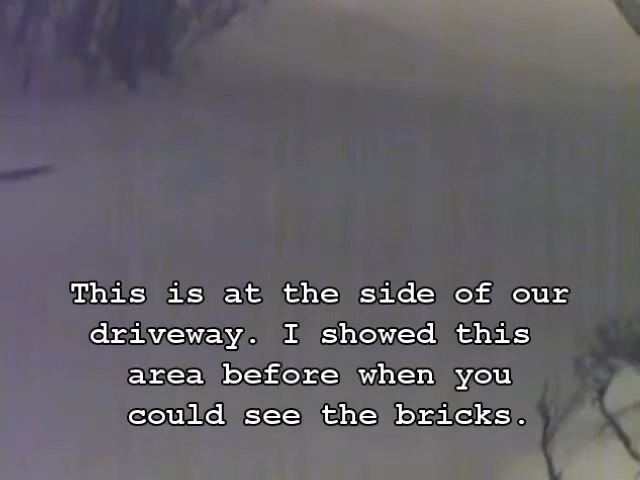 This is at the side of our
driveway. I showed this
area before when you
could see the bricks.